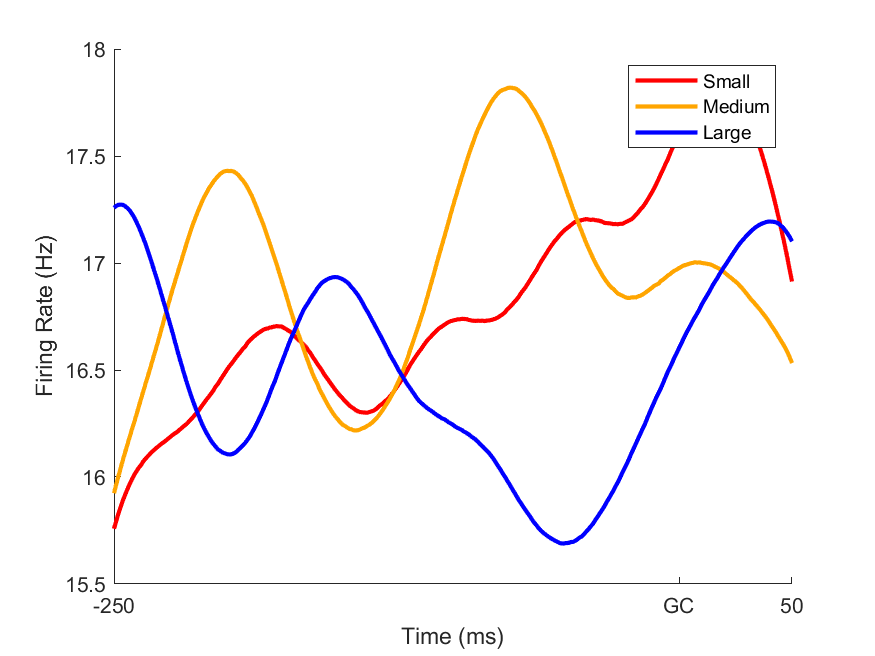 18
17.5
17
16.5
16
15.5
Firing Rate (Hz)
Small
Medium
Large
-250
GC
50
Time (ms)